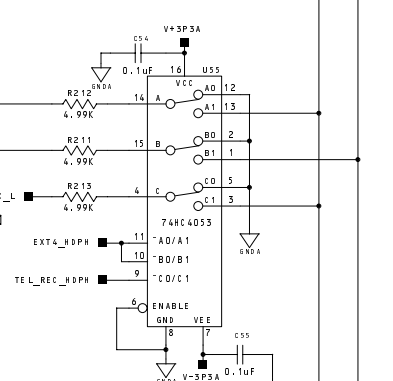 V+3P3A
C54
0.1uF
16
U55
VCC
GNDA
R212
4.99K
14
A
A0
12
A1
13
R211
4.99K
15
B
B0
2
B1
1
_L
R213
4.99K
4
C
C0
5
C1
3
74HC4053
EXT4_HDPH
11
~A0/A1
10
~B0/B1
GNDA
TEL_REC_HDPH
9
~C0/C1
6
ENABLE
GND
VEE
8
7
C55
0.1uF
V-3P3A
GNDA